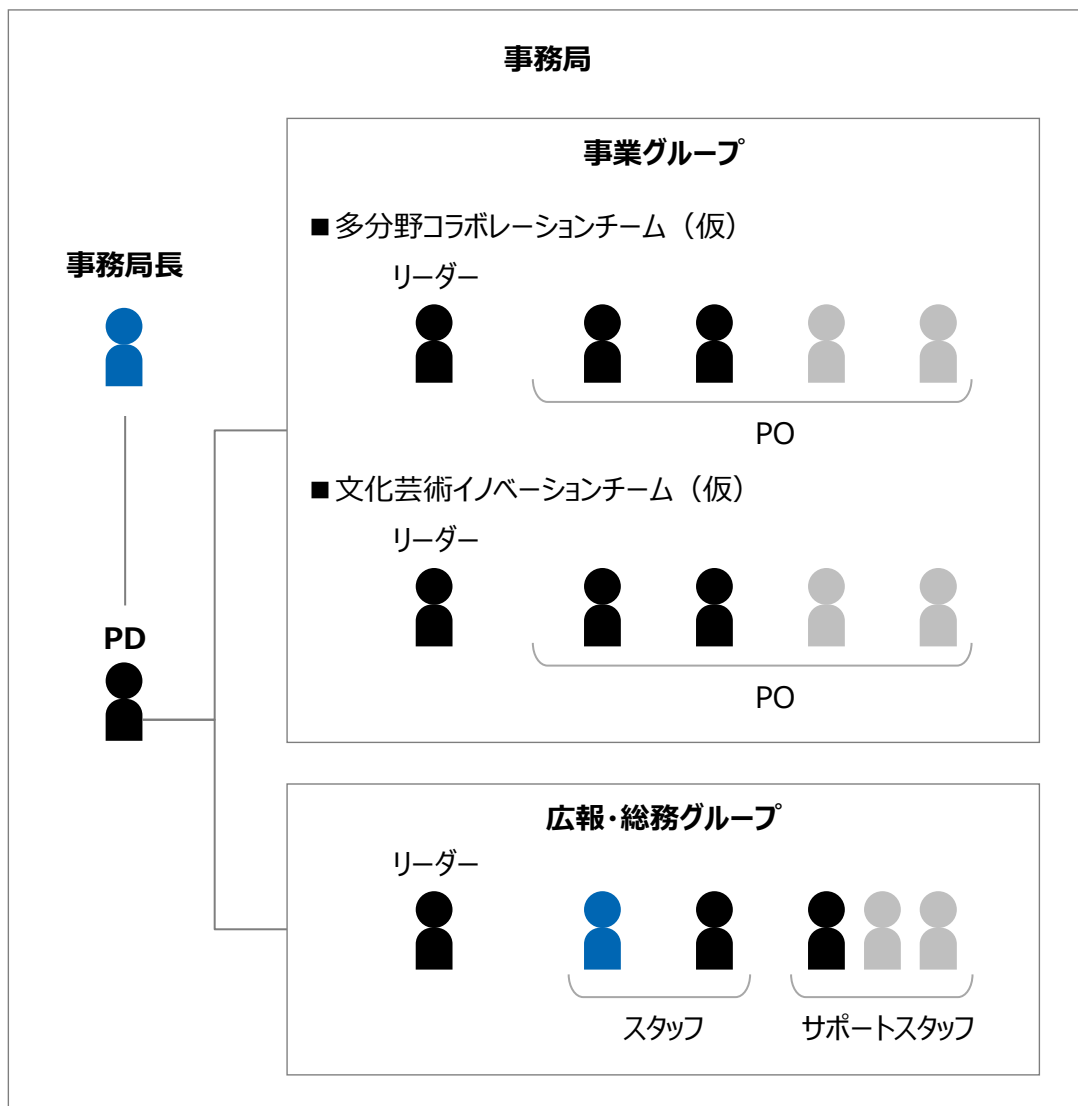 事務局
事務局長
PD
事業グループ
■多分野コラボレーションチーム（仮）
リーダー
PO
■文化芸術イノベーションチーム（仮）
リーダー
PO
広報・総務グループ
リーダー
スタッフ
サポートスタッフ